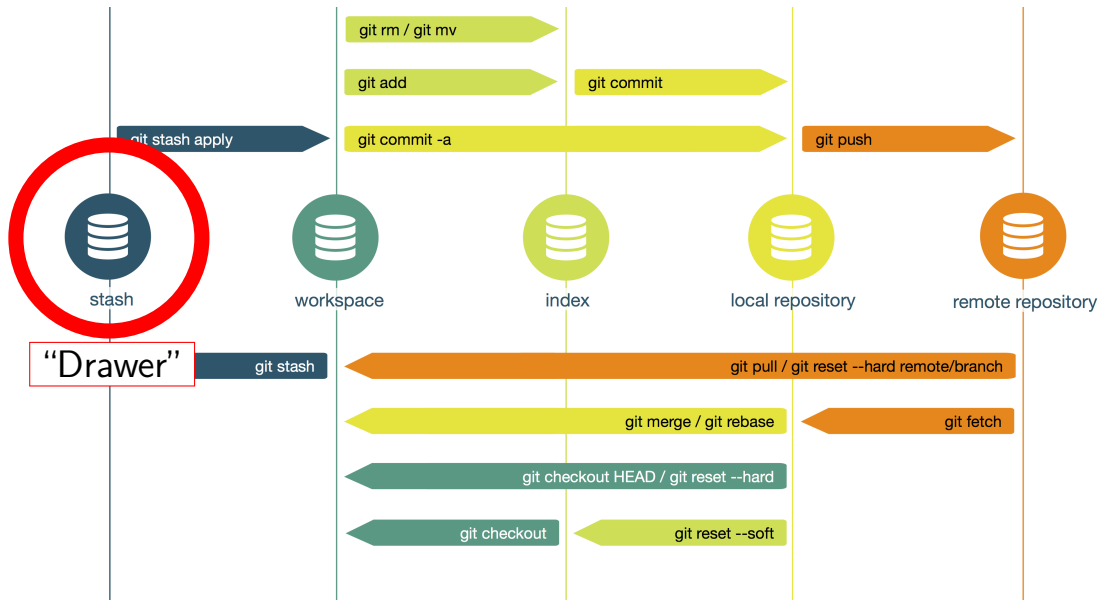 git rm / git mv
git add
git commit
git stash apply
git commit -a
git push
stash
workspace
index
local repository
remote repository
“Drawer”
git stash
git pull / git reset --hard remote/branch
git merge / git rebase
git fetch
git checkout HEAD / git reset --hard
git checkout
git reset --soft